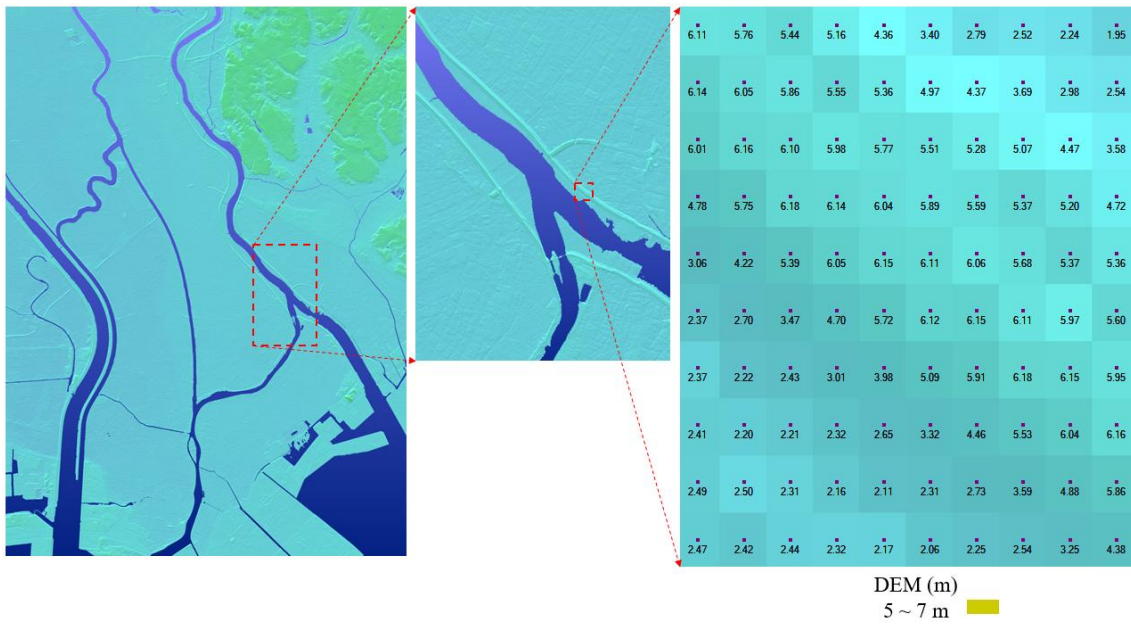 6.11 5.76 5.44 5.16 4.36 3.40 2.79 2.52 2.24 1.95
6.14 6.05 5.86 5.55 5.36 4.97 4.37 3.69 2.98 2.54
6.01 6.16 6.10 5.98 5.77 5.51 5.28 5.07 4.47 3.58
4.78 5.75 6.18 6.14 6.04 5.89 5.59 5.37 5.20 4.72
3.06 4.22 5.39 6.05 6.15 6.11 6.06 5.68 5.37 5.36
2.37 2.70 3.47 4.70 5.72 6.12 6.15 6.11 5.97 5.60
2.37 2.22 2.43 3.01 3.98 5.09 5.91 6.18 6.15 5.95
2.41 2.20 2.21 2.32 2.65 3.32 4.46 5.53 6.04 6.16
2.49 2.50 2.31 2.16 2.11 2.31 2.73 3.59 4.88 5.86
2.47 2.42 2.44 2.32 2.17 2.06 2.25 2.54 3.25 4.38
DEM (m)
5 ~ 7 m